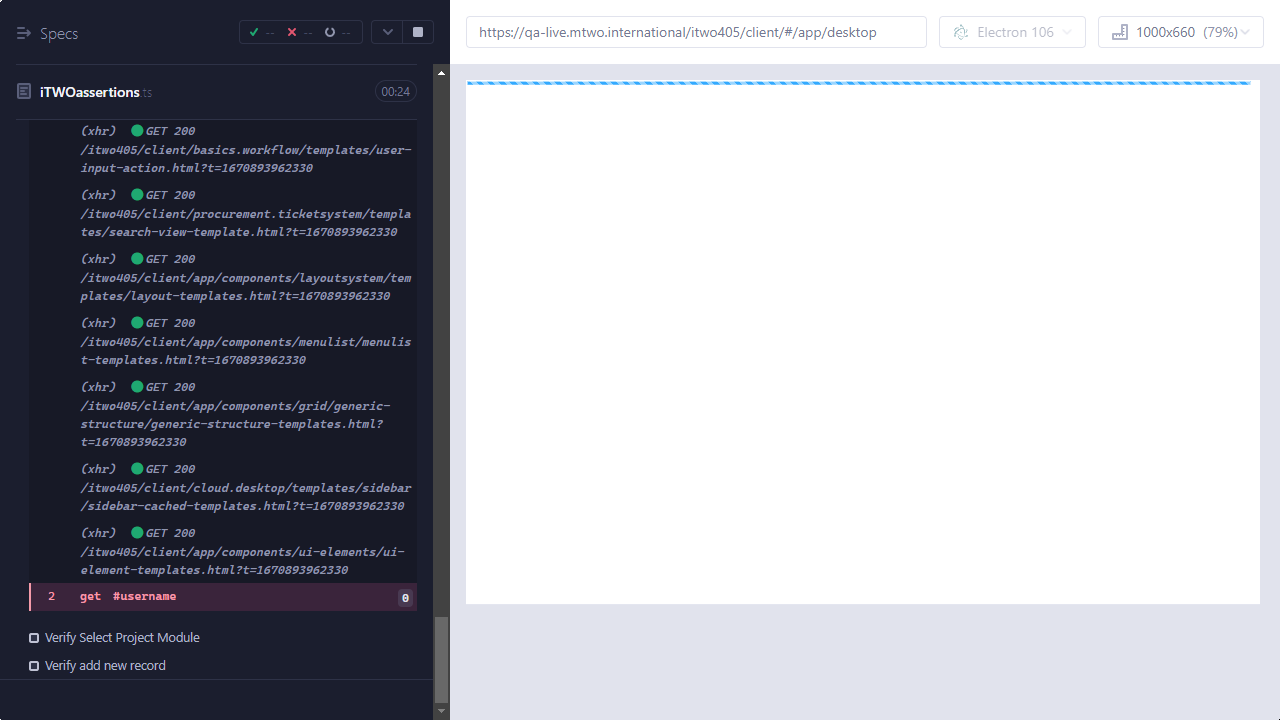 Specs
-- -- --
iTWOassertions.ts
00:24
(xhr) GET 200
/itwo405/client/basics.workflow/templates/user-
input-action.html?t=1670893962330
(xhr) GET 200
/itwo405/client/procurement.ticketsystem/templa
tes/search-view-template.html?t=1670893962330
(xhr) GET 200
/itwo405/client/app/components/layoutsystem/tem
plates/layout-templates.html?t=1670893962330
(xhr) GET 200
/itwo405/client/app/components/menulist/menulis
t-templates.html?t=1670893962330
(xhr) GET 200
/itwo405/client/app/components/grid/generic-
structure/generic-structure-templates.html?
t=1670893962330
(xhr) GET 200
/itwo405/client/cloud.desktop/templates/sidebar
/sidebar-cached-templates.html?t=1670893962330
(xhr) GET 200
/itwo405/client/app/components/ui-elements/ui-
element-templates.html?t=1670893962330
2 get #username 0
Verify Select Project Module
Verify add new record
https://qa-live.mtwo.international/itwo405/client/#/app/desktop
Electron 106
1000x660 (79%)